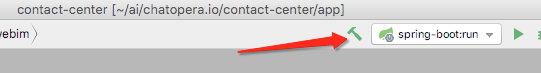 contact-center [~/ai/chatopera.io/contact-center/app]
webim
spring-boot:run